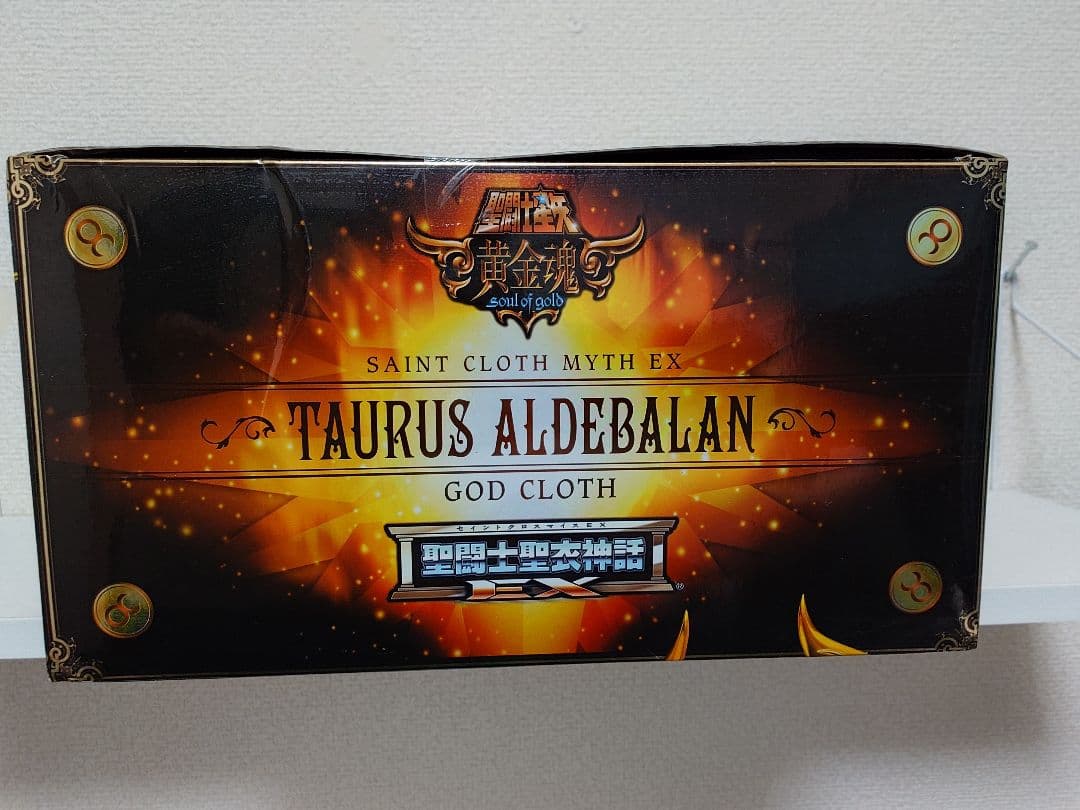 聖闘士星矢
黄金魂
soul of gold
SAINT CLOTH MYTH EX
TAURUS ALDEBALAN
GOD CLOTH
セイントクロスマイスEX
聖闘士聖衣神話
EX